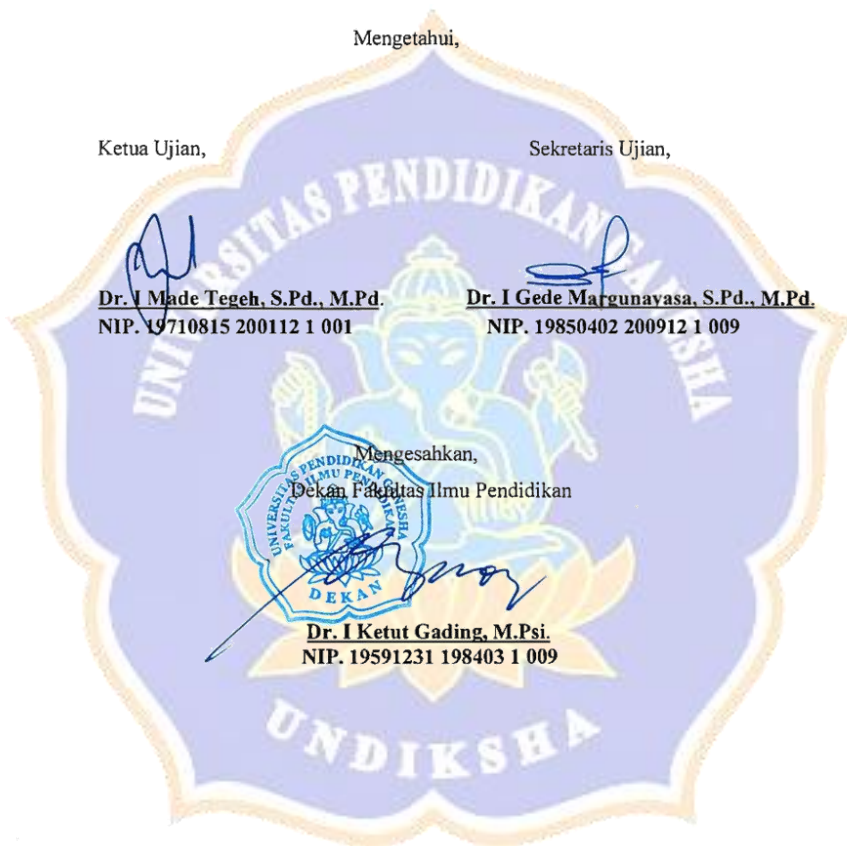 Mengetahui,
Ketua Ujian,
Sekretaris Ujian,
Dr. I Made Tegeh, S.Pd., M.Pd.
NIP. 19710815 200112 1 001
Dr. I Gede Margunayasa, S.Pd., M.Pd.
NIP. 19850402 200912 1 009
Mengesahkan,
Dekan Fakultas Ilmu Pendidikan
UNIVERSITAS PENDIDIKAN GANESHA
FAKULTAS ILMU PENDIDIKAN
DEKAN
Dr. I Ketut Gading, M.Psi.
NIP. 19591231 198403 1 009
UNIVERSITAS PENDIDIKAN GANESHA
UNDIKSHA